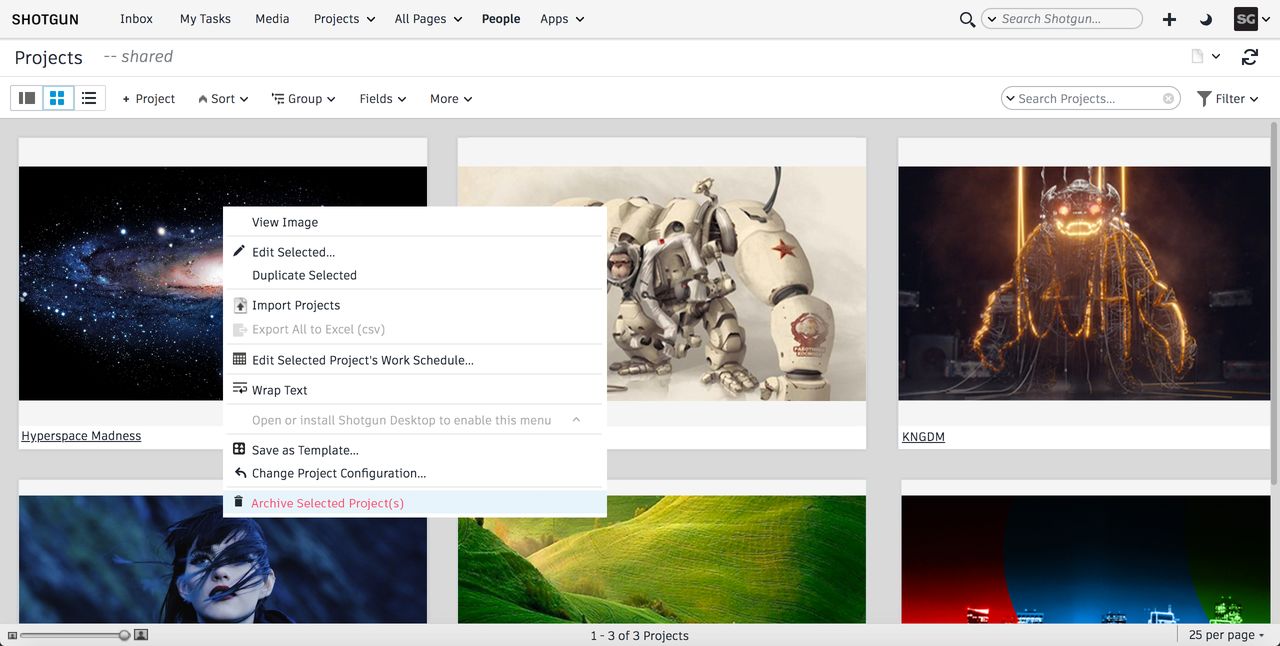 SHOTGUN Inbox My Tasks Media Projects All Pages People Apps Search Shotgun... SG
Projects -- shared
+ Project Sort Group Fields More Search Projects... Filter
View Image
Edit Selected...
Duplicate Selected
Import Projects
Export All to Excel (csv)
Edit Selected Project's Work Schedule...
Wrap Text
Open or install Shotgun Desktop to enable this menu
Save as Template...
Change Project Configuration...
Archive Selected Project(s)
Hyperspace Madness
KNGDM
1 - 3 of 3 Projects 25 per page